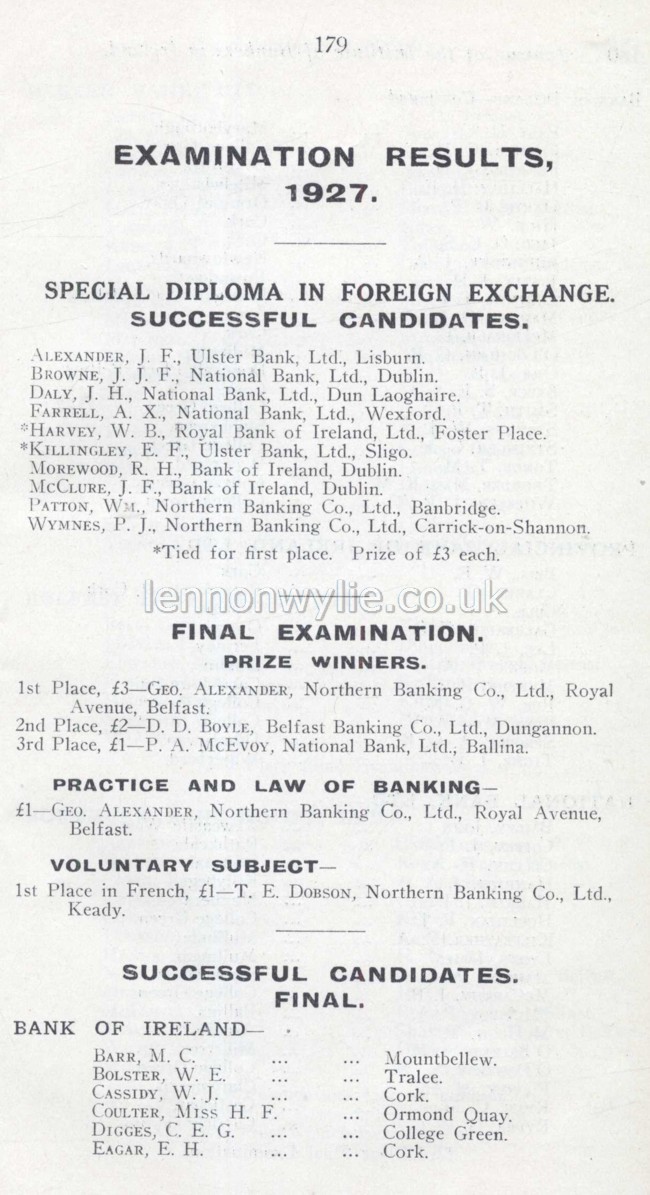 179
EXAMINATION RESULTS,
1927.
SPECIAL DIPLOMA IN FOREIGN EXCHANGE.
SUCCESSFUL CANDIDATES.
ALEXANDER, J. F., Ulster Bank, Ltd., Lisburn.
BROWNE, J. J. F., National Bank, Ltd., Dublin.
DALY, J. H., National Bank, Ltd., Dun Laoghaire.
FARRELL, A. X., National Bank, Ltd., Wexford.
*HARVEY, W. B., Royal Bank of Ireland, Ltd., Foster Place.
*KILLINGLEY, E. F., Ulster Bank, Ltd., Sligo.
MOREWOOD, R. H., Bank of Ireland, Dublin.
MCCLURE, J. F., Bank of Ireland, Dublin.
PATTON, WM., Northern Banking Co., Ltd., Banbridge.
WYMNES, P. J., Northern Banking Co., Ltd., Carrick-on-Shannon.
*Tied for first place. Prize of £3 each.
lennonwylie.co.uk
FINAL EXAMINATION.
PRIZE WINNERS.
1st Place, £3—GEO. ALEXANDER, Northern Banking Co., Ltd., Royal
Avenue, Belfast.
2nd Place, £2—D. D. BOYLE, Belfast Banking Co., Ltd., Dungannon.
3rd Place, £1—P. A. MCEVOY, National Bank, Ltd., Ballina.
PRACTICE AND LAW OF BANKING—
£1—GEO. ALEXANDER, Northern Banking Co., Ltd., Royal Avenue,
Belfast.
VOLUNTARY SUBJECT—
1st Place in French, £1—T. E. DOBSON, Northern Banking Co., Ltd.,
Keady.
SUCCESSFUL CANDIDATES.
FINAL.
BANK OF IRELAND—
BARR, M. C. ... ... Mountbellew.
BOLSTER, W. E. ... ... Tralee.
CASSIDY, W. J. ... ... Cork.
COULTER, MISS H. F. ... Ormond Quay.
DIGGES, C. E. G. ... ... College Green.
EAGAR, E. H. ... ... Cork.